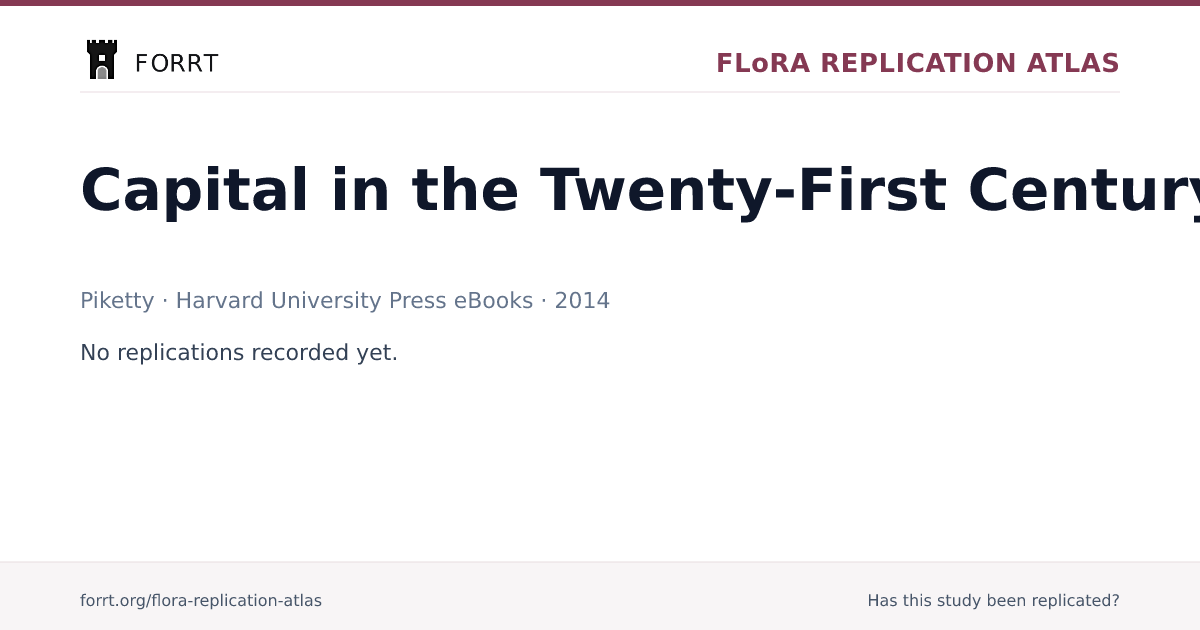 FORRT
FLoRA REPLICATION ATLAS
Capital in the Twenty-First Century
Piketty · Harvard University Press eBooks · 2014
No replications recorded yet.
forrt.org/flora-replication-atlas
Has this study been replicated?